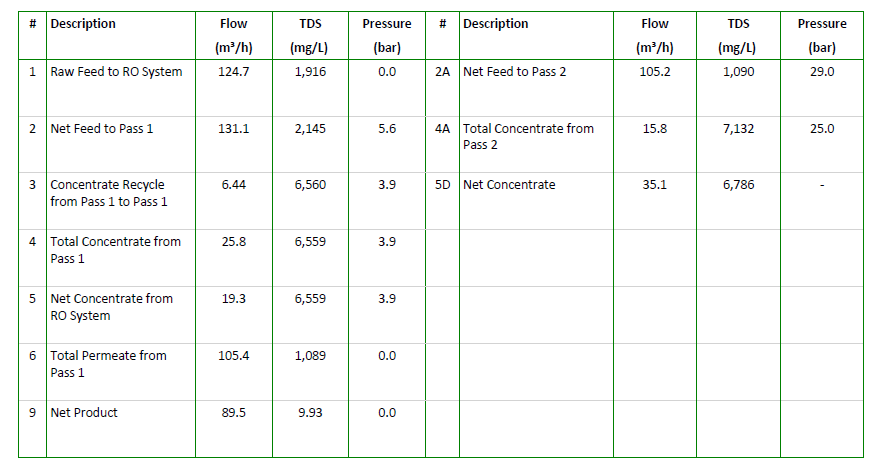 # Description Flow TDS Pressure # Description Flow TDS Pressure
(m³/h) (mg/L) (bar) (m³/h) (mg/L) (bar)
1 Raw Feed to RO System 124.7 1,916 0.0 2A Net Feed to Pass 2 105.2 1,090 29.0
2 Net Feed to Pass 1 131.1 2,145 5.6 4A Total Concentrate from 15.8 7,132 25.0
Pass 2
3 Concentrate Recycle 6.44 6,560 3.9 5D Net Concentrate 35.1 6,786 -
from Pass 1 to Pass 1
4 Total Concentrate from 25.8 6,559 3.9
Pass 1
5 Net Concentrate from 19.3 6,559 3.9
RO System
6 Total Permeate from 105.4 1,089 0.0
Pass 1
9 Net Product 89.5 9.93 0.0